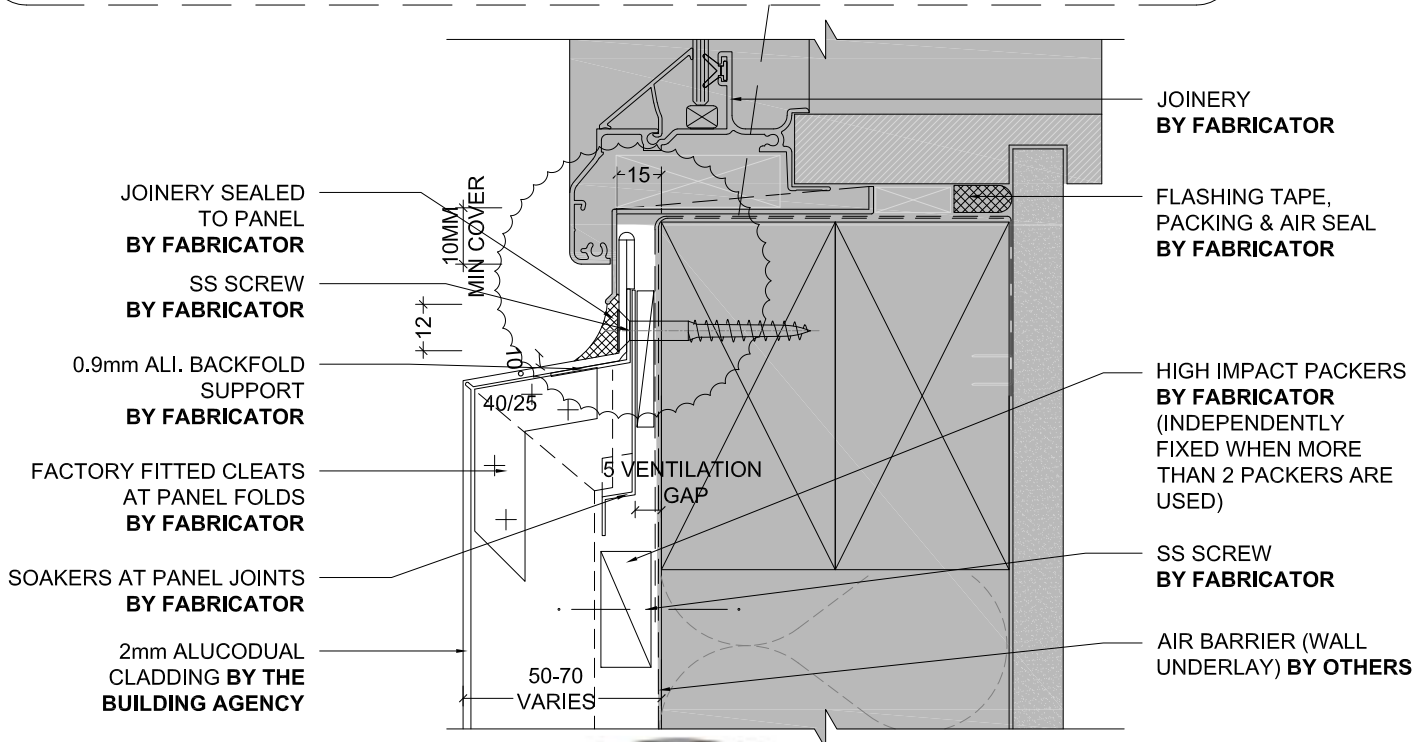 JOINERY SEALED
TO PANEL
BY FABRICATOR
SS SCREW
BY FABRICATOR
0.9mm ALI. BACKFOLD
SUPPORT
BY FABRICATOR
FACTORY FITTED CLEATS
AT PANEL FOLDS
BY FABRICATOR
SOAKERS AT PANEL JOINTS
BY FABRICATOR
2mm ALUCODUAL
CLADDING BY THE
BUILDING AGENCY
10MM
MIN COVER
12
15
10°
40/25
5 VENTILATION
GAP
50-70
VARIES
JOINERY
BY FABRICATOR
FLASHING TAPE,
PACKING & AIR SEAL
BY FABRICATOR
HIGH IMPACT PACKERS
BY FABRICATOR
(INDEPENDENTLY
FIXED WHEN MORE
THAN 2 PACKERS ARE
USED)
SS SCREW
BY FABRICATOR
AIR BARRIER (WALL
UNDERLAY) BY OTHERS